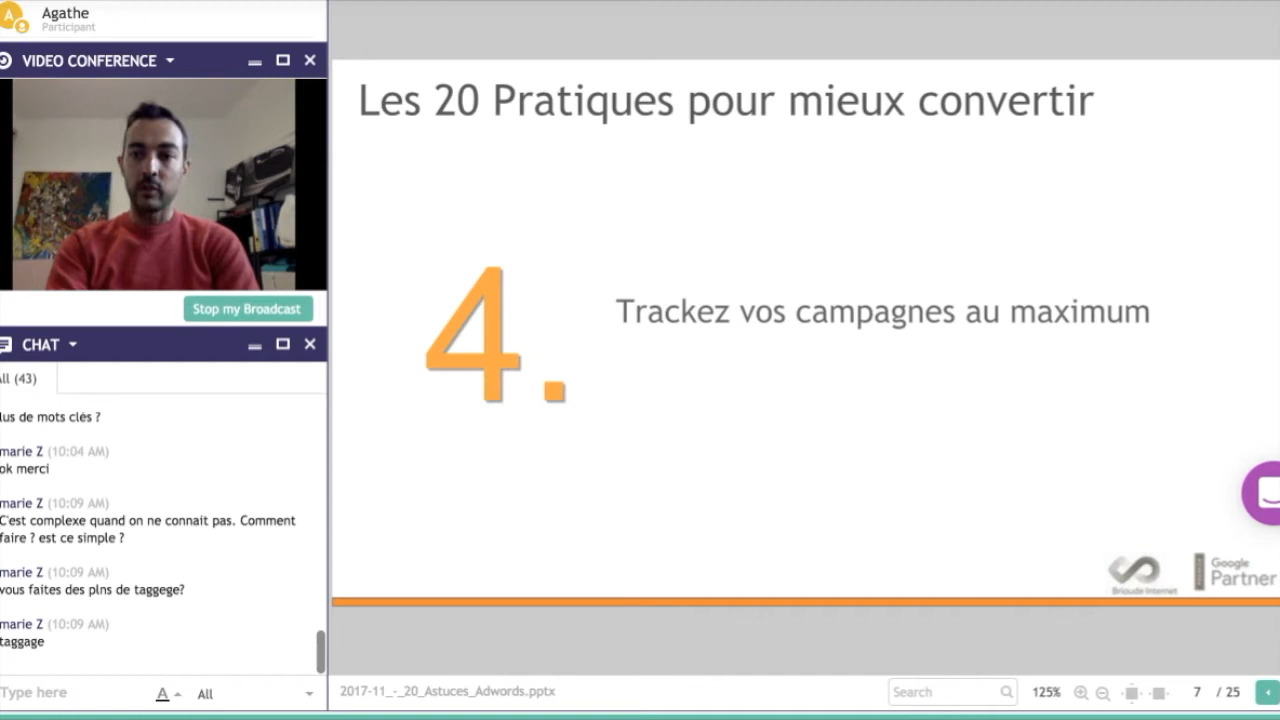 A
Agathe
Participant
VIDEO CONFERENCE
Stop my Broadcast
CHAT
ll (43)
lus de mots clés ?
marie Z (10:04 AM)
ok merci
marie Z (10:09 AM)
C'est complexe quand on ne connait pas. Comment
faire ? est ce simple ?
marie Z (10:09 AM)
vous faites des plns de taggege?
marie Z (10:09 AM)
taggage
Type here
A
All
Les 20 Pratiques pour mieux convertir
4.
Trackez vos campagnes au maximum
Brioude Internet
Google
Partner
2017-11_-_20_Astuces_Adwords.pptx
Search
125%
7 / 25